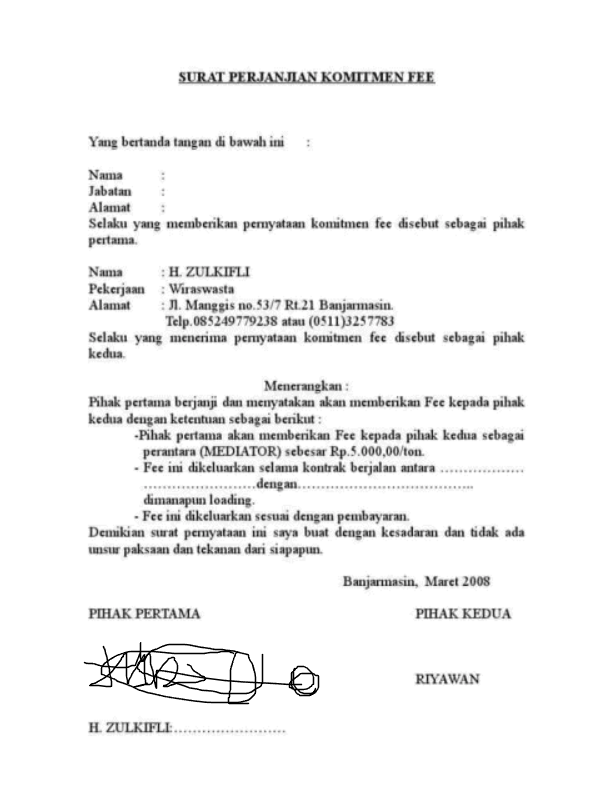 SURAT PERJANJIAN KOMITMEN FEE
Yang bertanda tangan di bawah ini :
Nama :
Jabatan :
Alamat :
Selaku yang memberikan pernyataan komitmen fee disebut sebagai pihak
pertama.
Nama : H. ZULKIFLI
Pekerjaan : Wiraswasta
Alamat : Jl. Manggis no.53/7 Rt.21 Banjarmasin.
Telp.085249779238 atau (0511)3257783
Selaku yang menerima pernyataan komitmen fee disebut sebagai pihak
kedua.
Menerangkan :
Pihak pertama berjanji dan menyatakan akan memberikan Fee kepada pihak
kedua dengan ketentuan sebagai berikut :
-Pihak pertama akan memberikan Fee kepada pihak kedua sebagai
perantara (MEDIATOR) sebesar Rp.5.000,00/ton.
- Fee ini dikeluarkan selama kontrak berjalan antara ………………
……………………dengan………………………………..
dimanapun loading.
- Fee ini dikeluarkan sesuai dengan pembayaran.
Demikian surat pernyataan ini saya buat dengan kesadaran dan tidak ada
unsur paksaan dan tekanan dari siapapun.
Banjarmasin, Maret 2008
PIHAK PERTAMA PIHAK KEDUA
RIYAWAN
H. ZULKIFLI:……………………